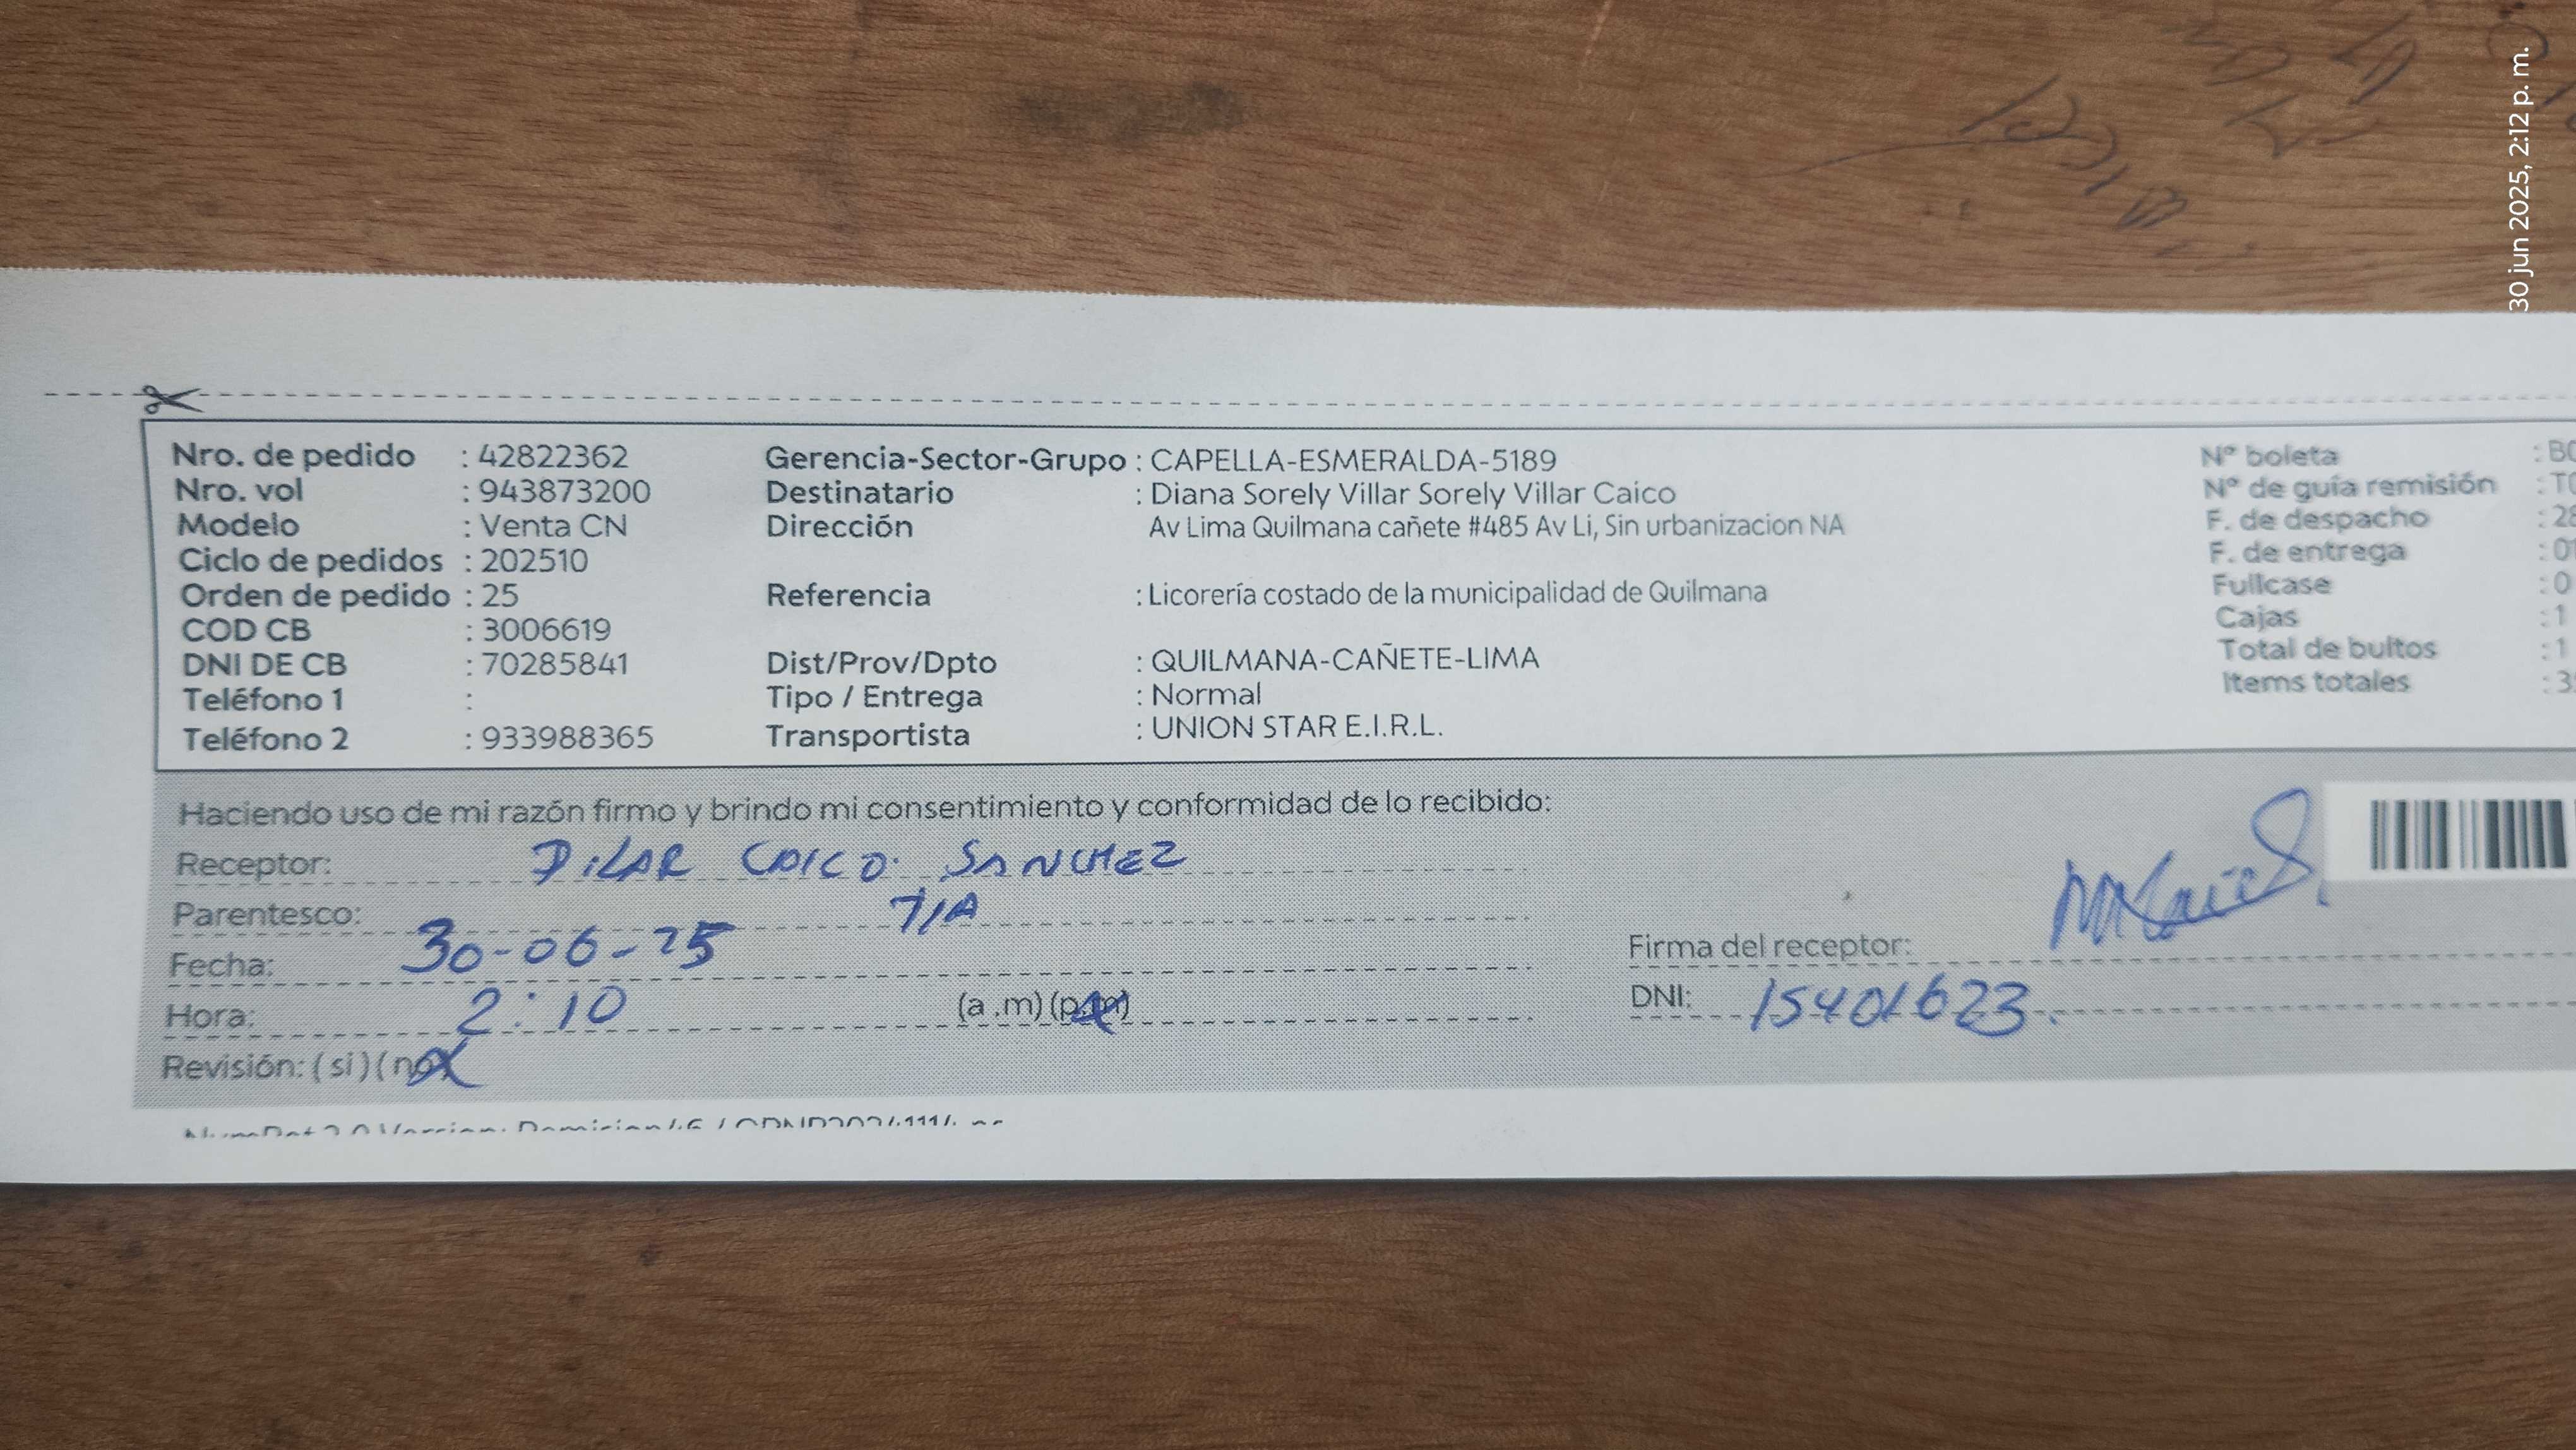 30 jun 2025, 2:12 p. m.
Nro. de pedido : 42822362
Nro. vol : 943873200
Modelo : Venta CN
Ciclo de pedidos : 202510
Orden de pedido : 25
COD CB : 3006619
DNI DE CB : 70285841
Teléfono 1 :
Teléfono 2 : 933988365
Gerencia-Sector-Grupo : CAPELLA-ESMERALDA-5189
Destinatario : Diana Sorely Villar Sorely Villar Caico
Dirección Av Lima Quilmana cañete #485 Av Li, Sin urbanizacion NA
Referencia : Licorería costado de la municipalidad de Quilmana
Dist/Prov/Dpto : QUILMANA-CAÑETE-LIMA
Tipo / Entrega : Normal
Transportista : UNION STAR E.I.R.L.
Nº boleta :
Nº de guía remisión :
F. de despacho : 28
F. de entrega : 01
Fullcase : 0
Cajas : 1
Total de bultos : 1
Items totales :
Haciendo uso de mi razón firmo y brindo mi consentimiento y conformidad de lo recibido:
Receptor: PILAR CAICO SANCHEZ
Parentesco: TIA
Fecha: 30-06-25
Hora: 2:10 (a .m) (p.m)
Revisión: ( si ) ( no )
Firma del receptor:
DNI: 15401623.